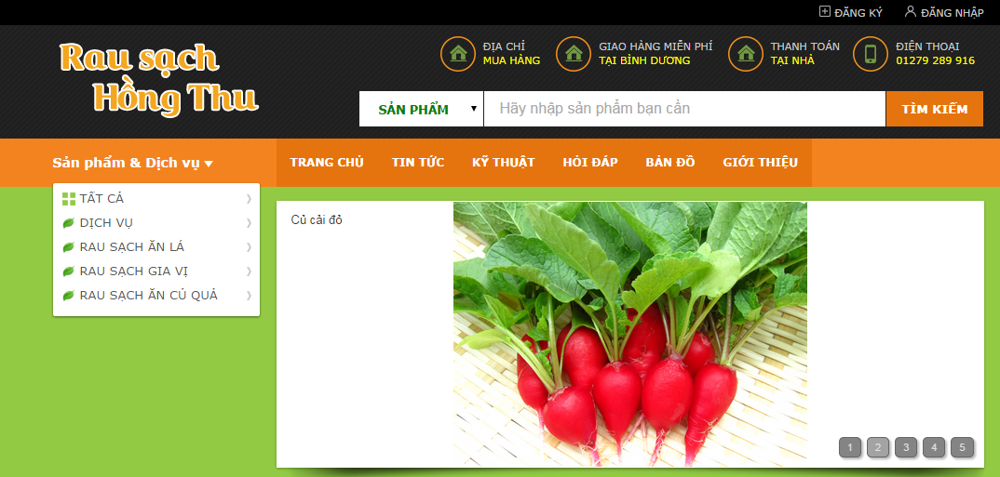 ĐĂNG KÝ
ĐĂNG NHẬP
Rau sạch
Hồng Thu
ĐỊA CHỈ
MUA HÀNG
GIAO HÀNG MIỄN PHÍ
TẠI BÌNH DƯƠNG
THANH TOÁN
TẠI NHÀ
ĐIỆN THOẠI
01279 289 916
SẢN PHẨM
Hãy nhập sản phẩm bạn cần
TÌM KIẾM
Sản phẩm & Dịch vụ
TRANG CHỦ
TIN TỨC
KỸ THUẬT
HỎI ĐÁP
BẢN ĐỒ
GIỚI THIỆU
TẤT CẢ
DỊCH VỤ
RAU SẠCH ĂN LÁ
RAU SẠCH GIA VỊ
RAU SẠCH ĂN CỦ QUẢ
Củ cải đỏ
1 2 3 4 5